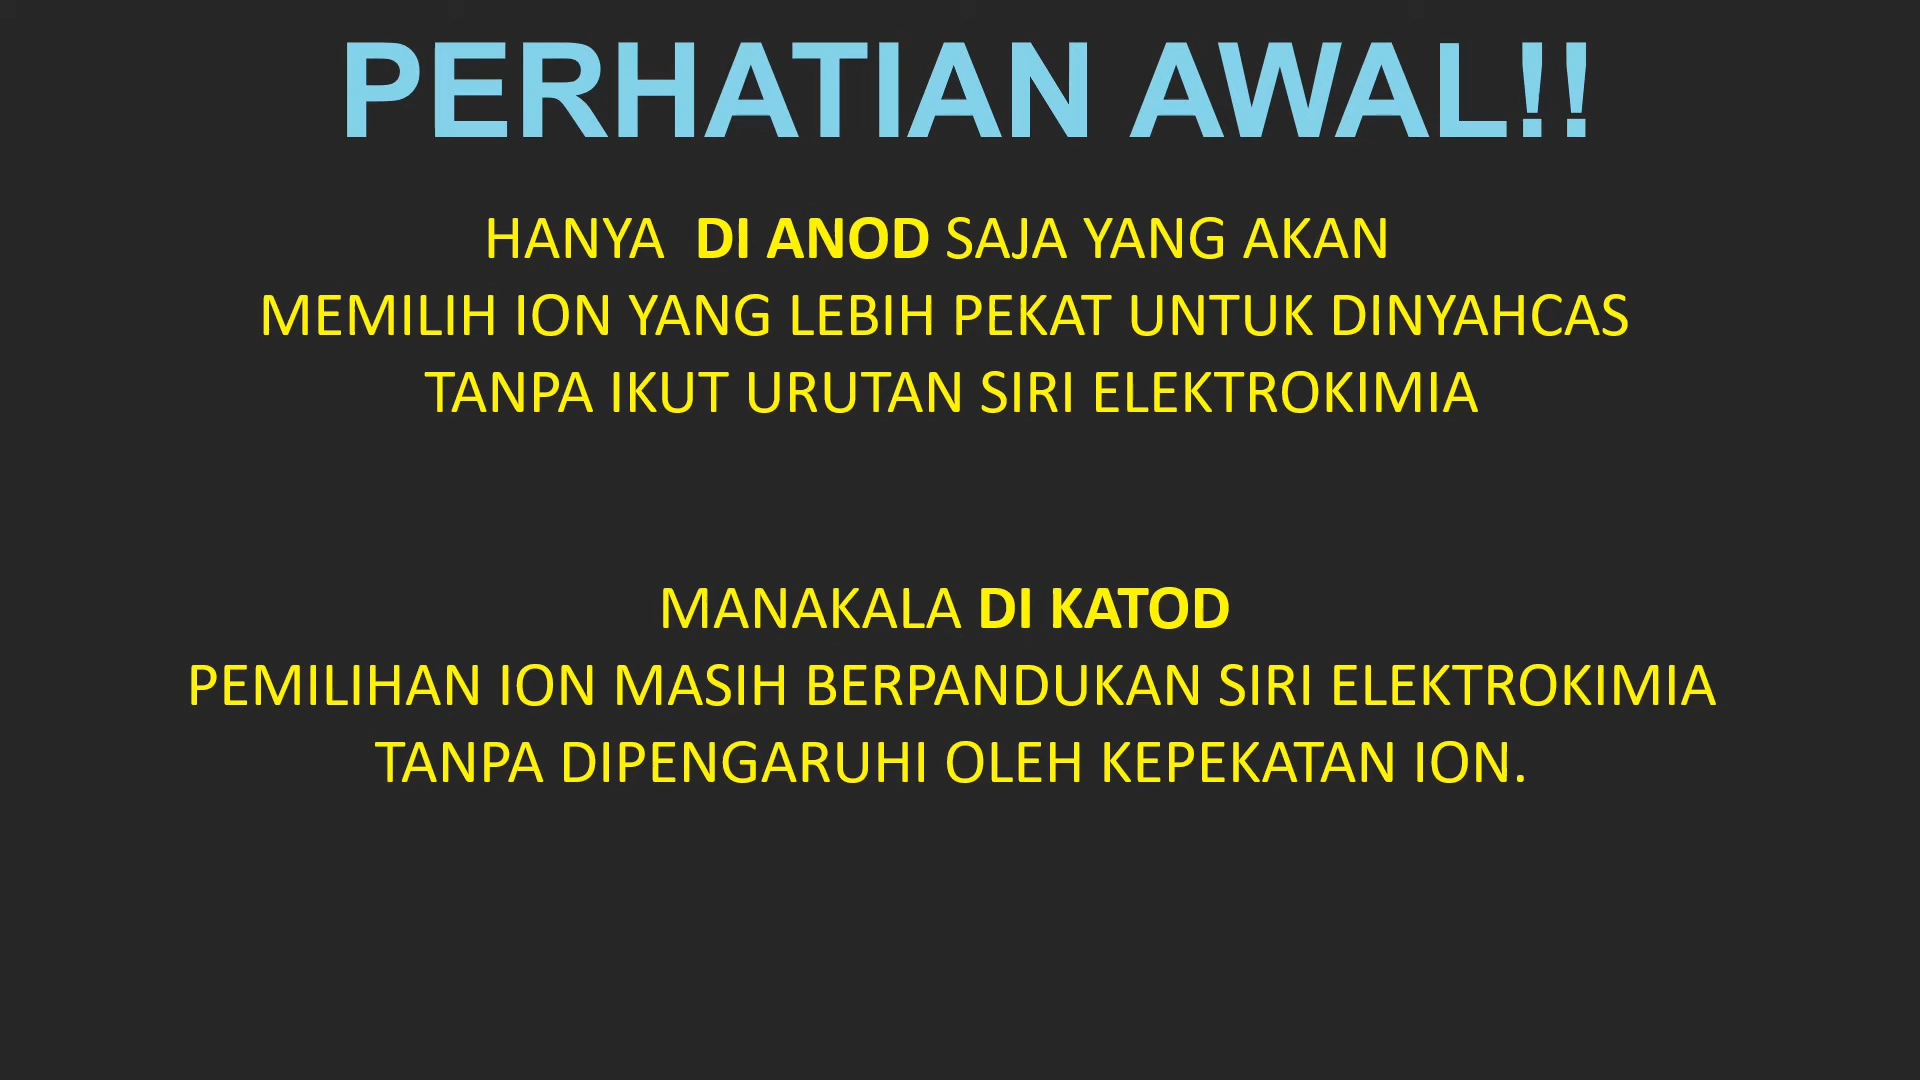 PERHATIAN AWAL!!
HANYA DI ANOD SAJA YANG AKAN
MEMILIH ION YANG LEBIH PEKAT UNTUK DINYAHCAS
TANPA IKUT URUTAN SIRI ELEKTROKIMIA
MANAKALA DI KATOD
PEMILIHAN ION MASIH BERPANDUKAN SIRI ELEKTROKIMIA
TANPA DIPENGARUHI OLEH KEPEKATAN ION.